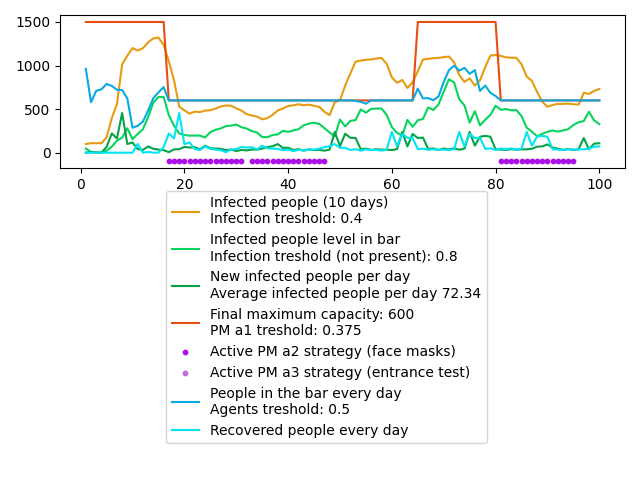 1500
1000
500
0
0
20
40
60
80
100
Infected people (10 days)
Infection treshold: 0.4
Infected people level in bar
Infection treshold (not present): 0.8
New infected people per day
Average infected people per day 72.34
Final maximum capacity: 600
PM a1 treshold: 0.375
Active PM a2 strategy (face masks)
Active PM a3 strategy (entrance test)
People in the bar every day
Agents treshold: 0.5
Recovered people every day